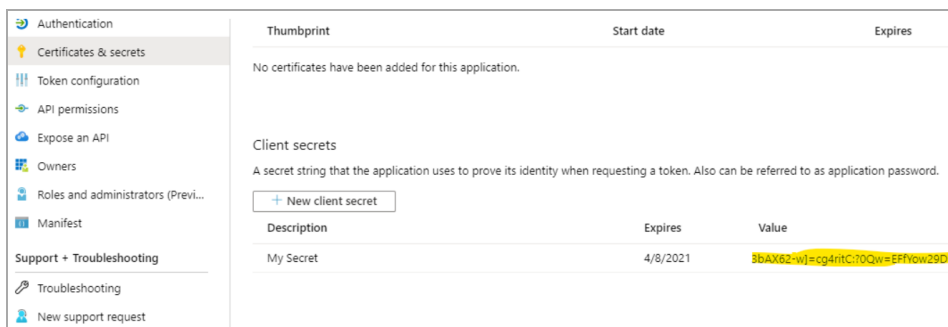 Authentication
Certificates & secrets
Token configuration
API permissions
Expose an API
Owners
Roles and administrators (Previ...
Manifest
Support + Troubleshooting
Troubleshooting
New support request
Thumbprint Start date Expires
No certificates have been added for this application.
Client secrets
A secret string that the application uses to prove its identity when requesting a token. Also can be referred to as application password.
+ New client secret
Description Expires Value
My Secret 4/8/2021 3bAX62-w]=cg4ritC:?0Qw=EFfYow29D